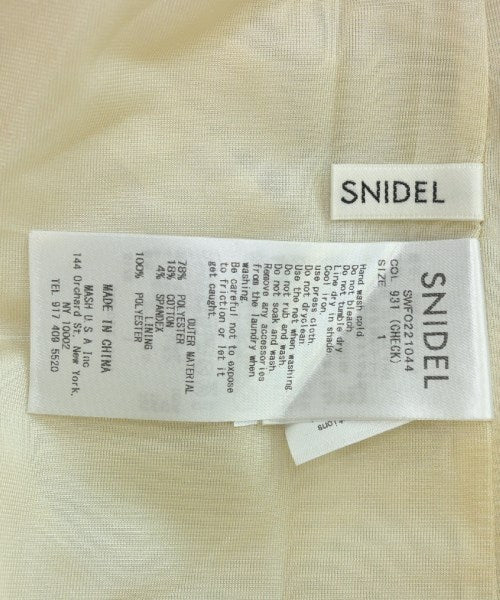 SNIDEL
SNIDEL
SWFO221044
COL 93T(CHECK)
SIZE 1
Hand wash cold
Do not bleach
Do not tumble dry
Line dry in shade
Cool iron
use press cloth.
Do not dryclean
Use the net when washing
Do not rub and wash
Do not soak and wash
Remove any accessories
from the laundry when
washing.
Be careful not to expose
to friction or let it
get caught.
OUTER MATERIAL
78% POLYESTER
18% COTTON
4% SPANDEX
LINING
100% POLYESTER
MADE IN CHINA
MASH U.S.A Inc
144 Orchard St. New York,
NY 10002
TEL 917 409 5520